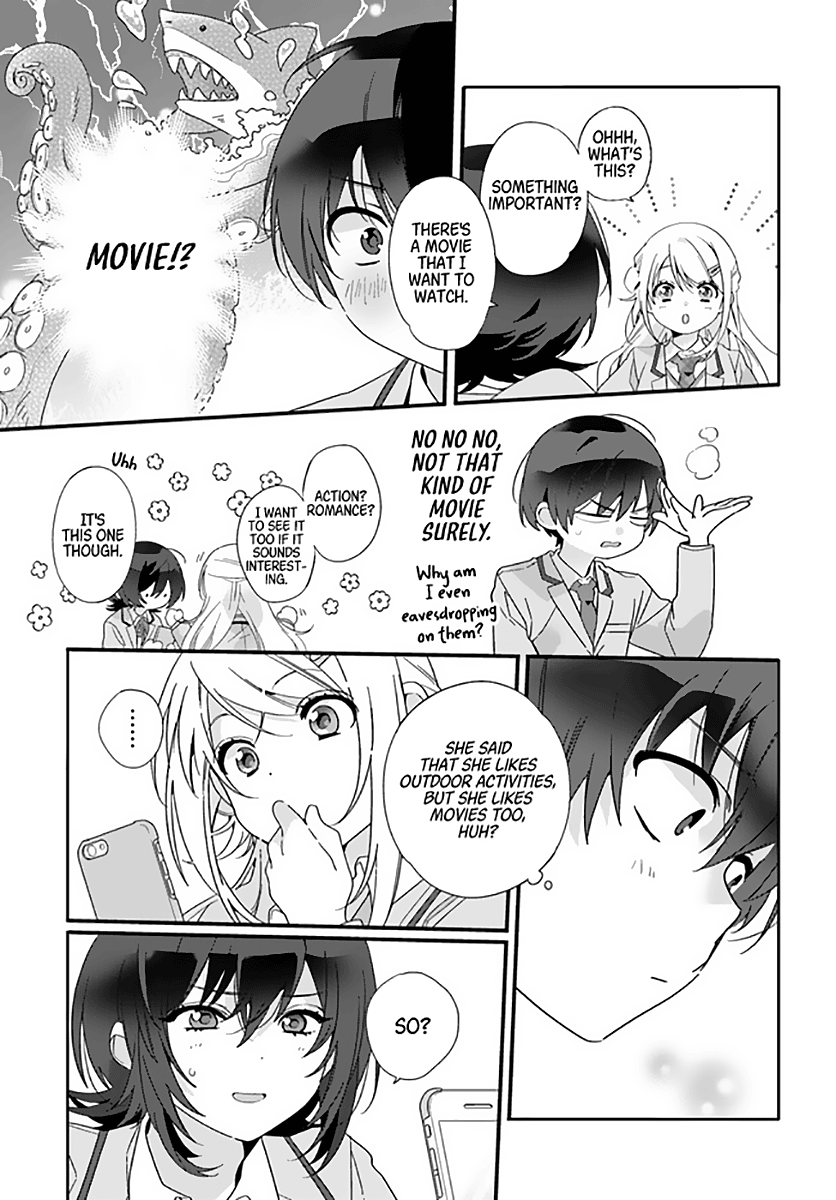 OHHH,
WHAT'S
THIS?
SOMETHING
IMPORTANT?
THERE'S
A MOVIE
THAT I
WANT TO
WATCH.
MOVIE!?
NO NO NO,
NOT THAT
KIND OF
MOVIE
SURELY.
Why am
I even
eavesdropping
on them?
ACTION?
ROMANCE?
I WANT
TO SEE IT
TOO IF IT
SOUNDS
INTEREST-
ING.
Uhh
IT'S
THIS ONE
THOUGH.
SHE SAID
THAT SHE LIKES
OUTDOOR ACTIVITIES,
BUT SHE LIKES
MOVIES TOO,
HUH?
......
SO?